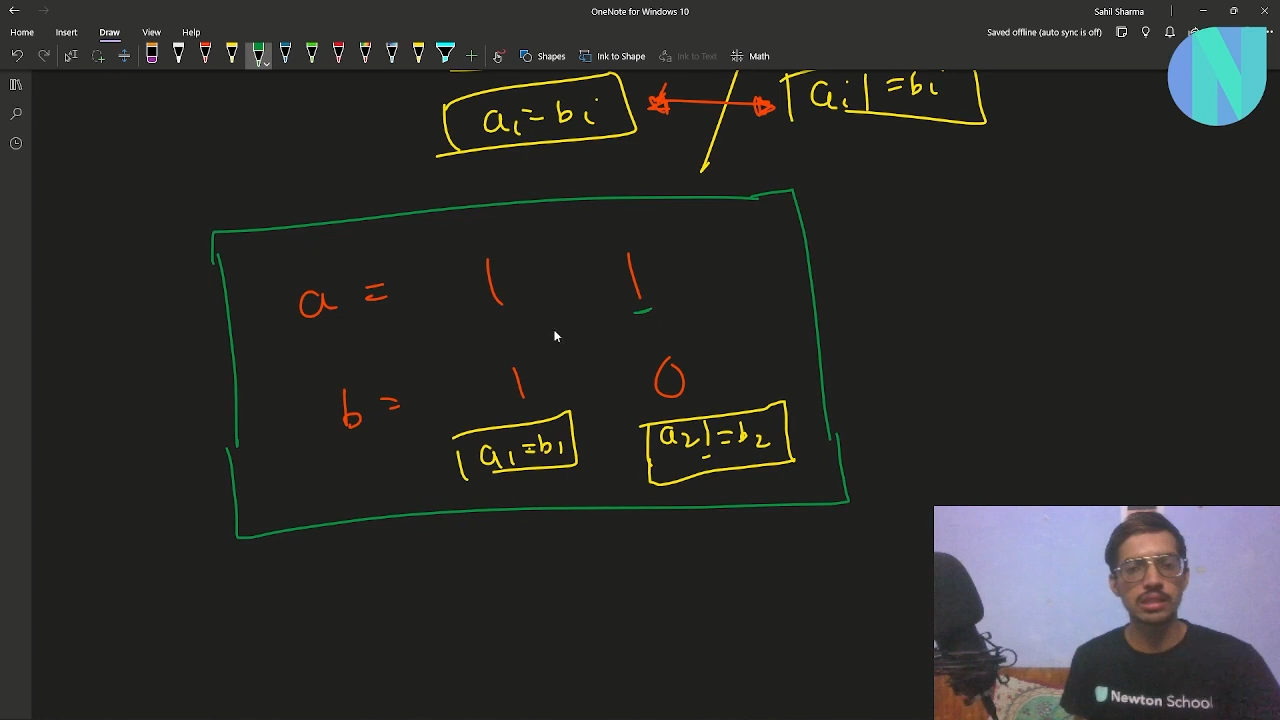 OneNote for Windows 10
Sahil Sharma
Home Insert Draw View Help
Saved offline (auto sync is off)
Shapes Ink to Shape Ink to Text Math
ai = bi
ai != bi
a = 1 1
b = 1 0
a1 = b1
a2 != b2
N
Newton School